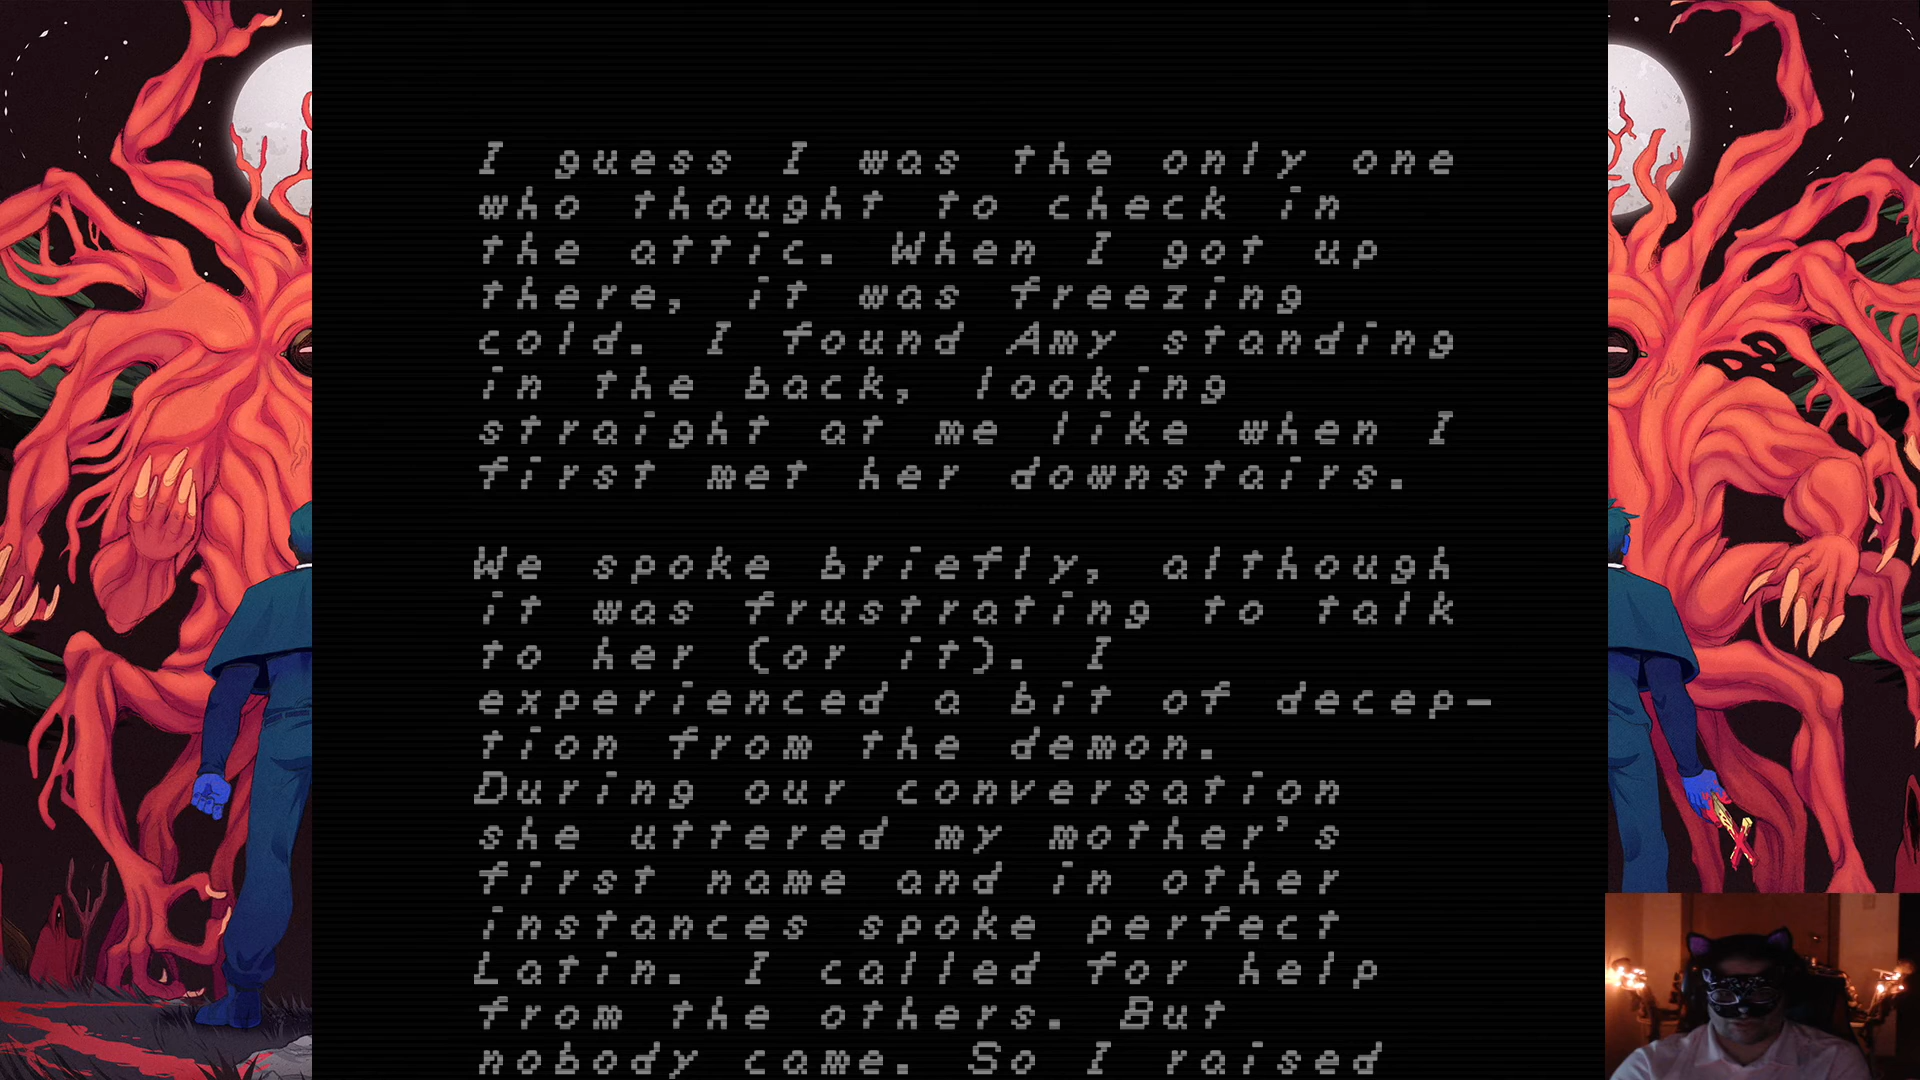 I guess I was the only one
who thought to check in
the attic. When I got up
there, it was freezing
cold. I found Amy standing
in the back, looking
straight at me like when I
first met her downstairs.
We spoke briefly, although
it was frustrating to talk
to her (or it). I
experienced a bit of decep-
tion from the demon.
During our conversation
she uttered my mother's
first name and in other
instances spoke perfect
Latin. I called for help
from the others. But
nobody came. So I raised